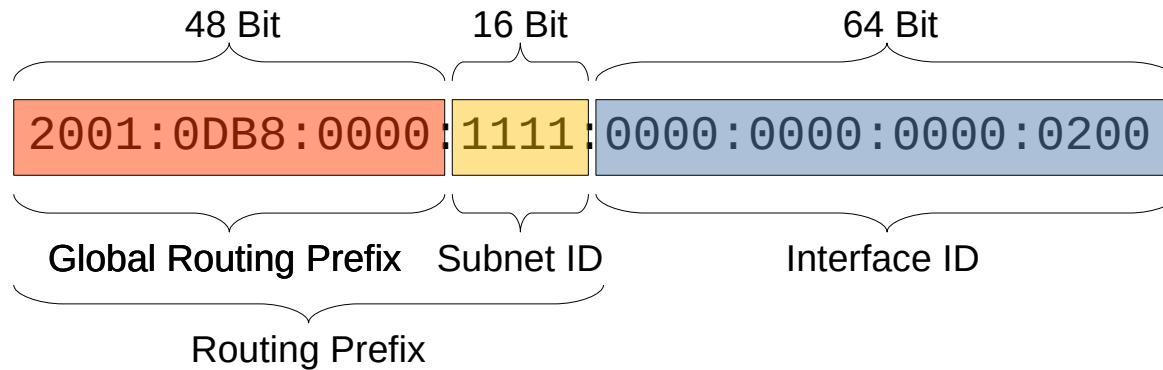 48 Bit 16 Bit 64 Bit
2001:0DB8:0000:1111:0000:0000:0000:0200
Global Routing Prefix Subnet ID Interface ID
Routing Prefix